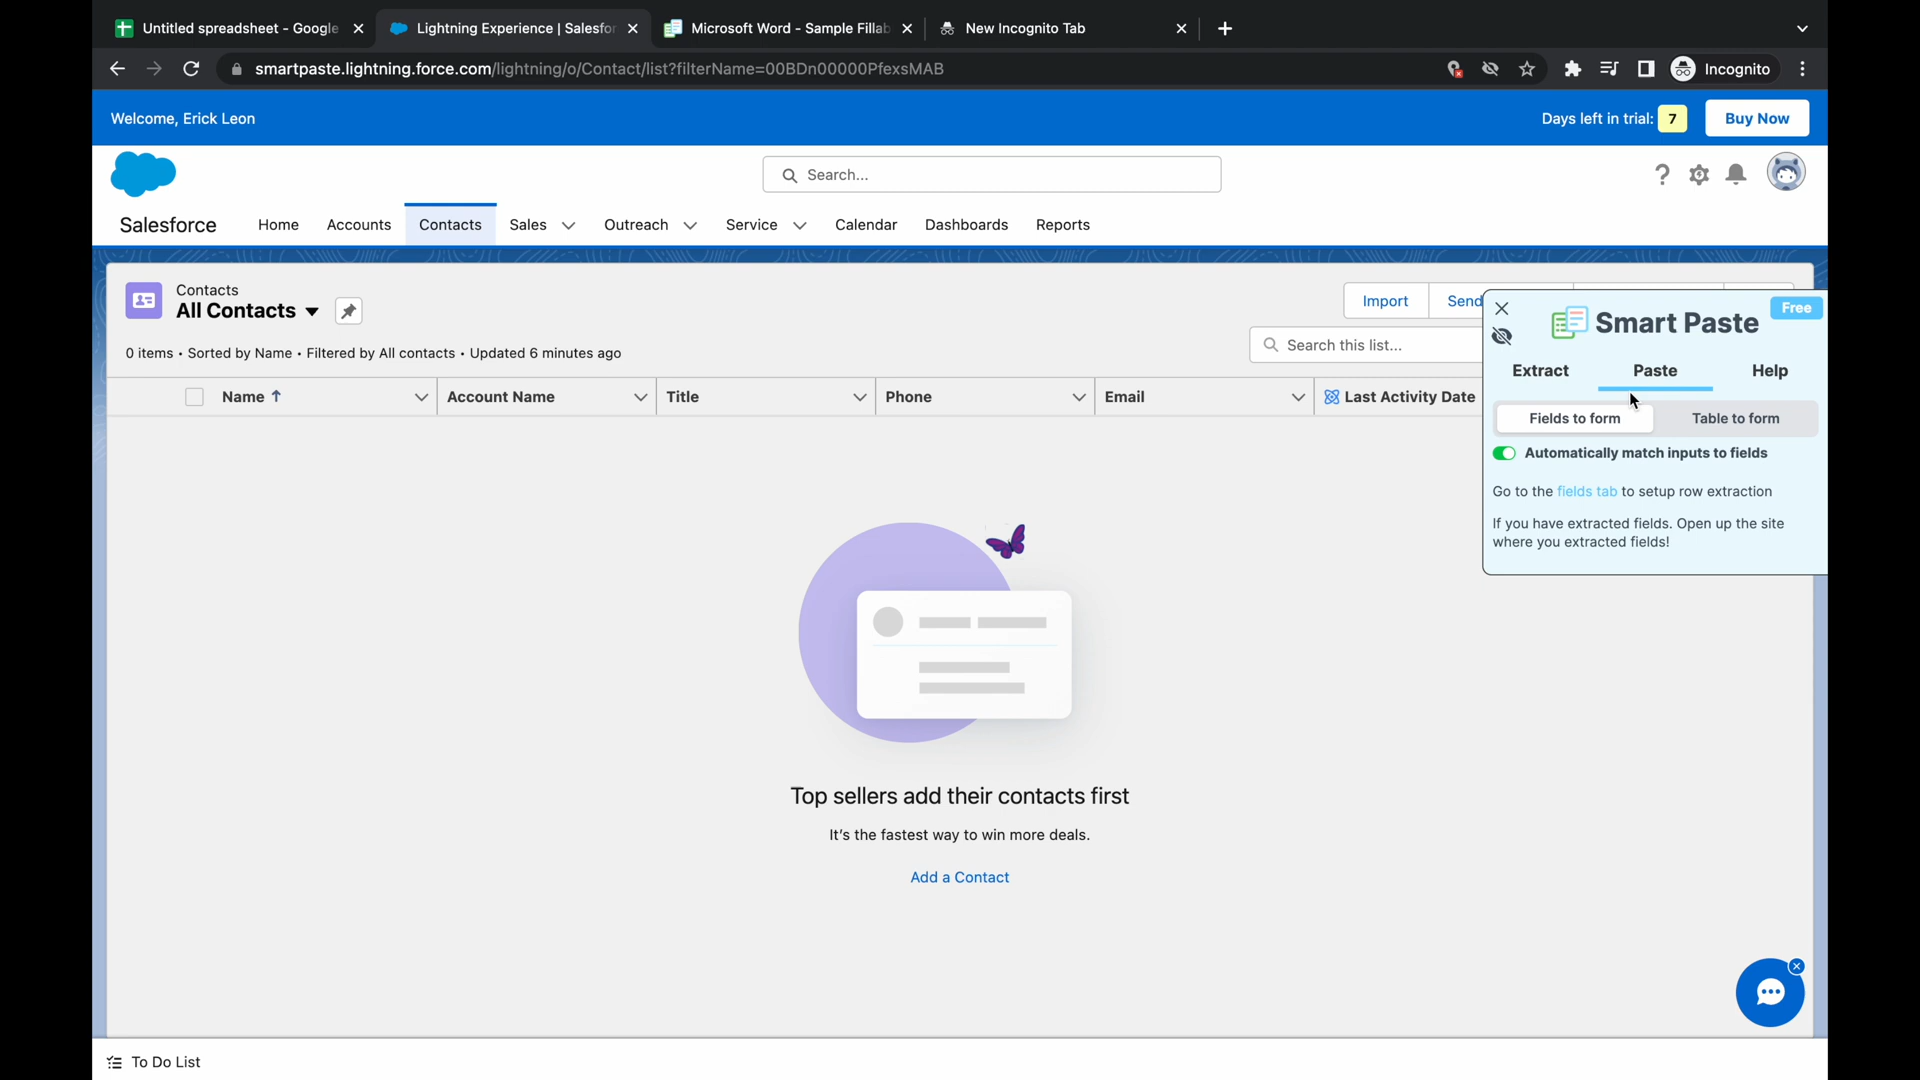 Untitled spreadsheet - Google
Lightning Experience | Salesfor
Microsoft Word - Sample Fillab
New Incognito Tab
smartpaste.lightning.force.com/lightning/o/Contact/list?filterName=00BDn00000PfexsMAB
Incognito
Welcome, Erick Leon
Days left in trial: 7
Buy Now
Search...
Salesforce
Home
Accounts
Contacts
Sales
Outreach
Service
Calendar
Dashboards
Reports
Contacts
All Contacts
Import
Send
0 items • Sorted by Name • Filtered by All contacts • Updated 6 minutes ago
Search this list...
Name
Account Name
Title
Phone
Email
Last Activity Date
Free
Smart Paste
Extract
Paste
Help
Fields to form
Table to form
Automatically match inputs to fields
Go to the fields tab to setup row extraction
If you have extracted fields. Open up the site
where you extracted fields!
Top sellers add their contacts first
It's the fastest way to win more deals.
Add a Contact
To Do List